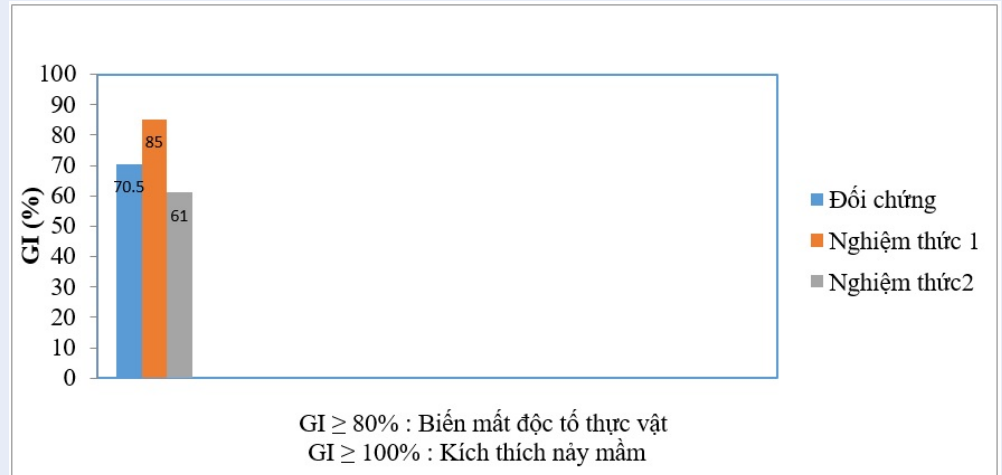 100
90
80
70
60
50
40
30
20
10
0
GI (%)
70.5
85
61
Đối chứng
Nghiệm thức 1
Nghiệm thức2
GI ≥ 80% : Biến mất độc tố thực vật
GI ≥ 100% : Kích thích nảy mầm